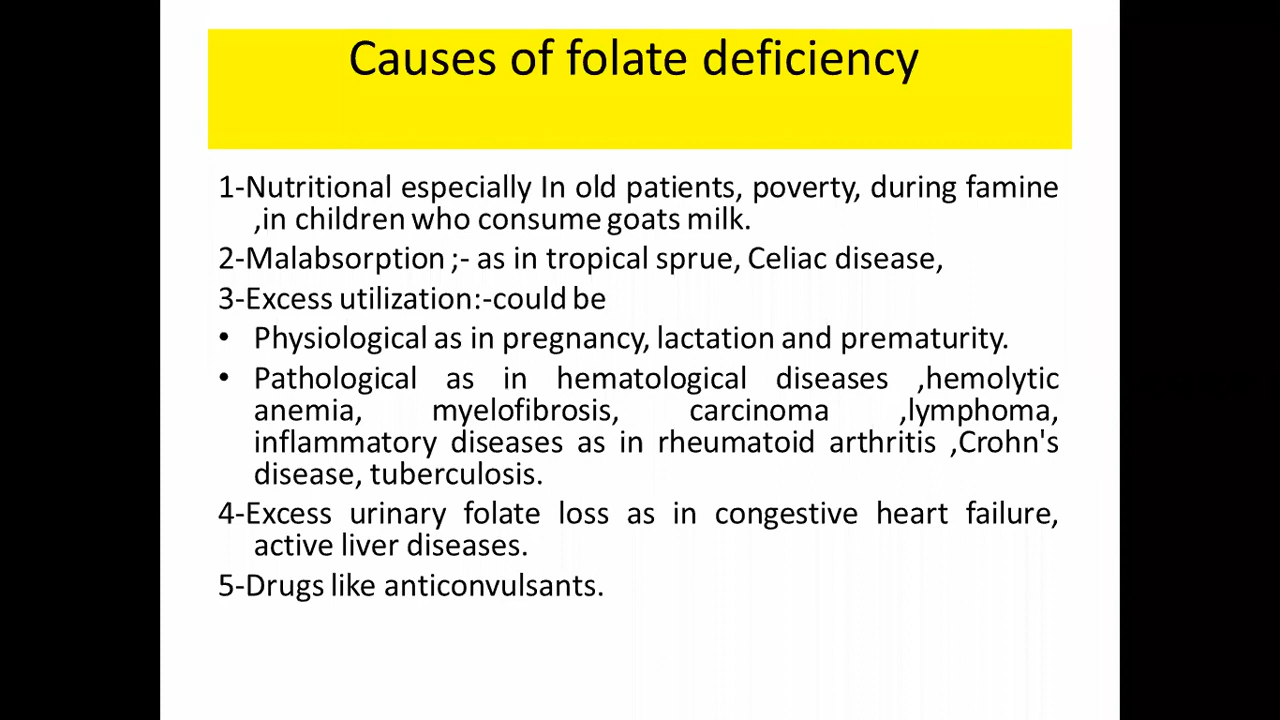 Causes of folate deficiency
1-Nutritional especially In old patients, poverty, during famine
,in children who consume goats milk.
2-Malabsorption ;- as in tropical sprue, Celiac disease,
3-Excess utilization:-could be
• Physiological as in pregnancy, lactation and prematurity.
• Pathological as in hematological diseases ,hemolytic
anemia, myelofibrosis, carcinoma ,lymphoma,
inflammatory diseases as in rheumatoid arthritis ,Crohn's
disease, tuberculosis.
4-Excess urinary folate loss as in congestive heart failure,
active liver diseases.
5-Drugs like anticonvulsants.